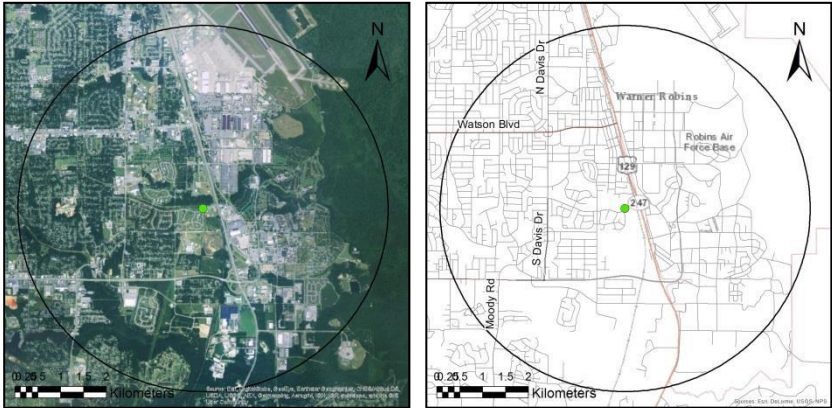 N
0 0.25 0.5 1 1.5 2
Kilometers
N
N Davis Dr
Warner Robins
Watson Blvd
Robins Air
Force Base
129
247
S Davis Dr
Moody Rd
0 0.25 0.5 1 1.5 2
Kilometers
Sources: Esri, DeLorme, USGS, NPS